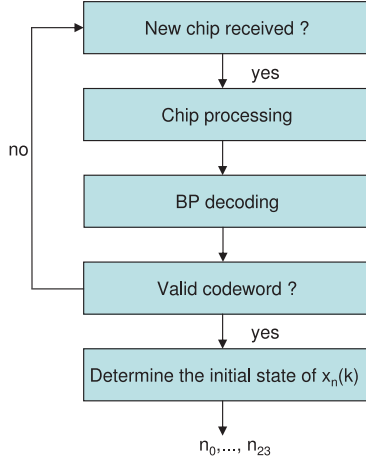 New chip received ?
yes
Chip processing
no
BP decoding
Valid codeword ?
yes
Determine the initial state of xₙ(k)
n₀,..., n₂₃